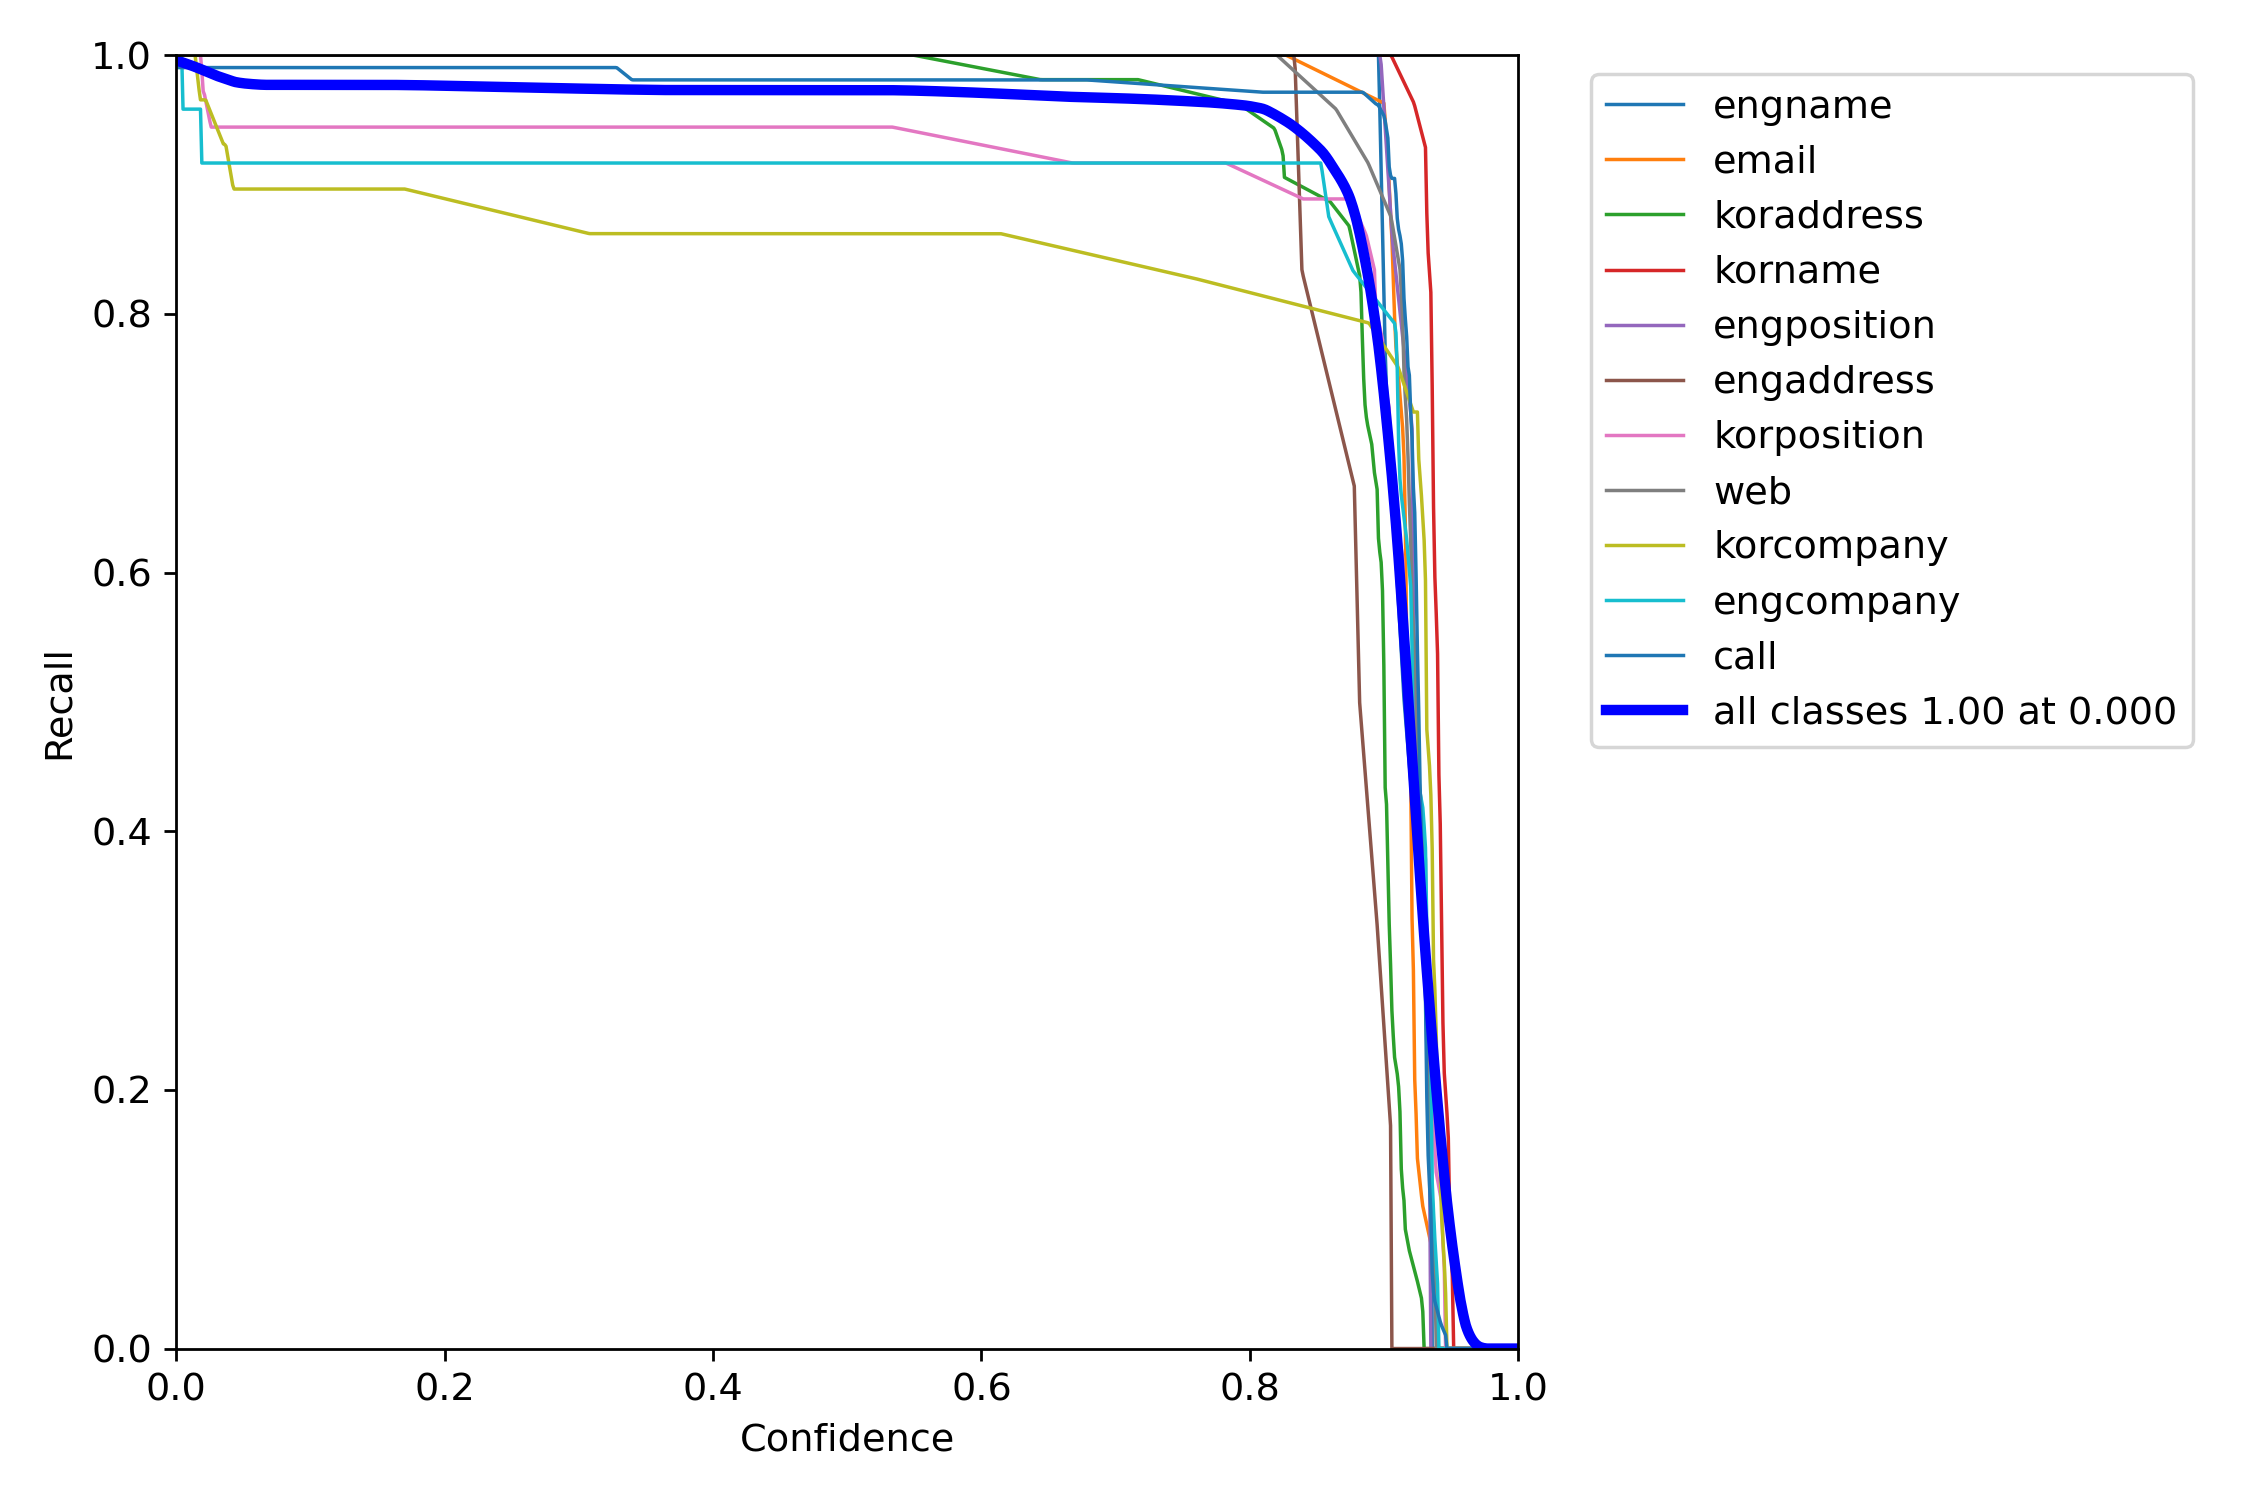 1.0
0.8
0.6
0.4
0.2
0.0
Recall
0.0 0.2 0.4 0.6 0.8 1.0
Confidence
engname
email
koraddress
korname
engposition
engaddress
korposition
web
korcompany
engcompany
call
all classes 1.00 at 0.000